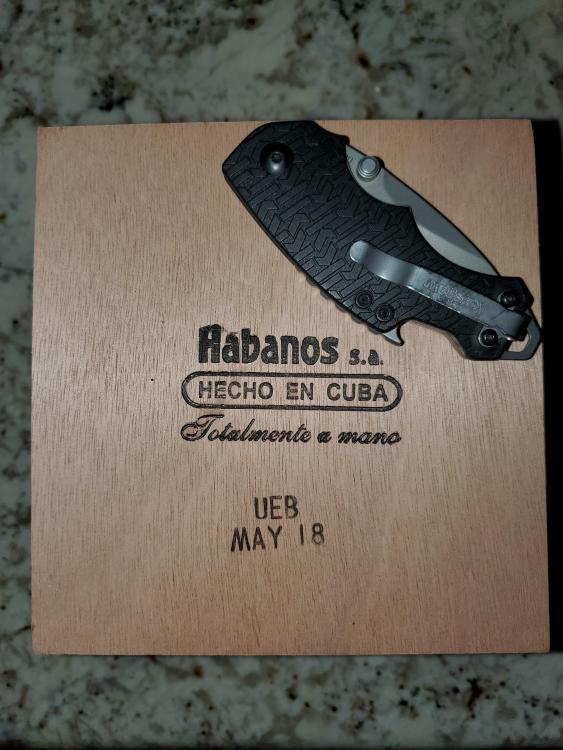 Habanos s.a.
HECHO EN CUBA
Totalmente a mano
UEB
MAY 18